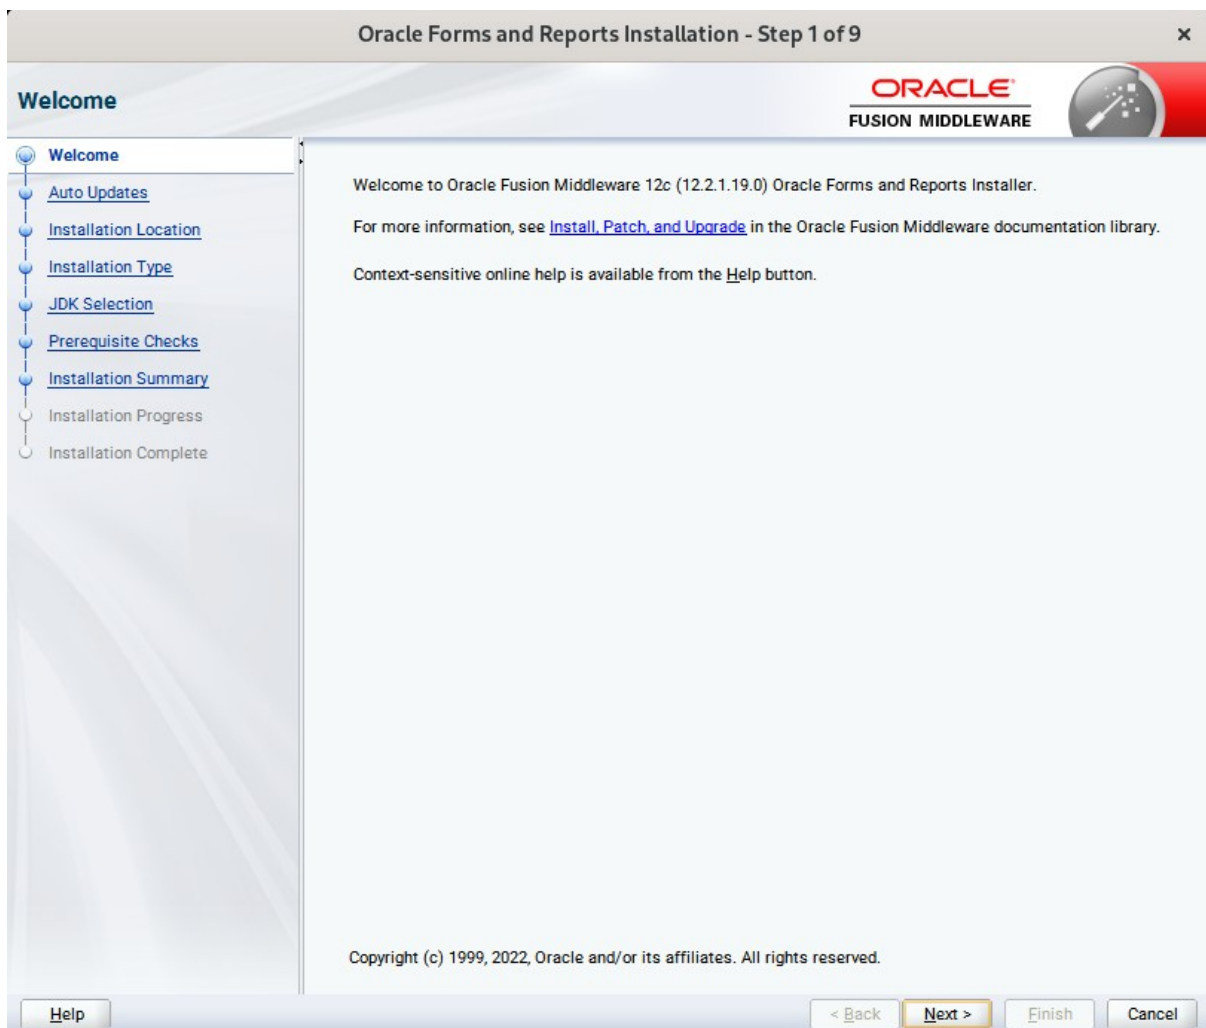 Oracle Forms and Reports Installation - Step 1 of 9
Welcome
ORACLE
FUSION MIDDLEWARE
Welcome
Auto Updates
Installation Location
Installation Type
JDK Selection
Prerequisite Checks
Installation Summary
Installation Progress
Installation Complete
Welcome to Oracle Fusion Middleware 12c (12.2.1.19.0) Oracle Forms and Reports Installer.
For more information, see Install, Patch, and Upgrade in the Oracle Fusion Middleware documentation library.
Context-sensitive online help is available from the Help button.
Copyright (c) 1999, 2022, Oracle and/or its affiliates. All rights reserved.
Help
< Back
Next >
Finish
Cancel